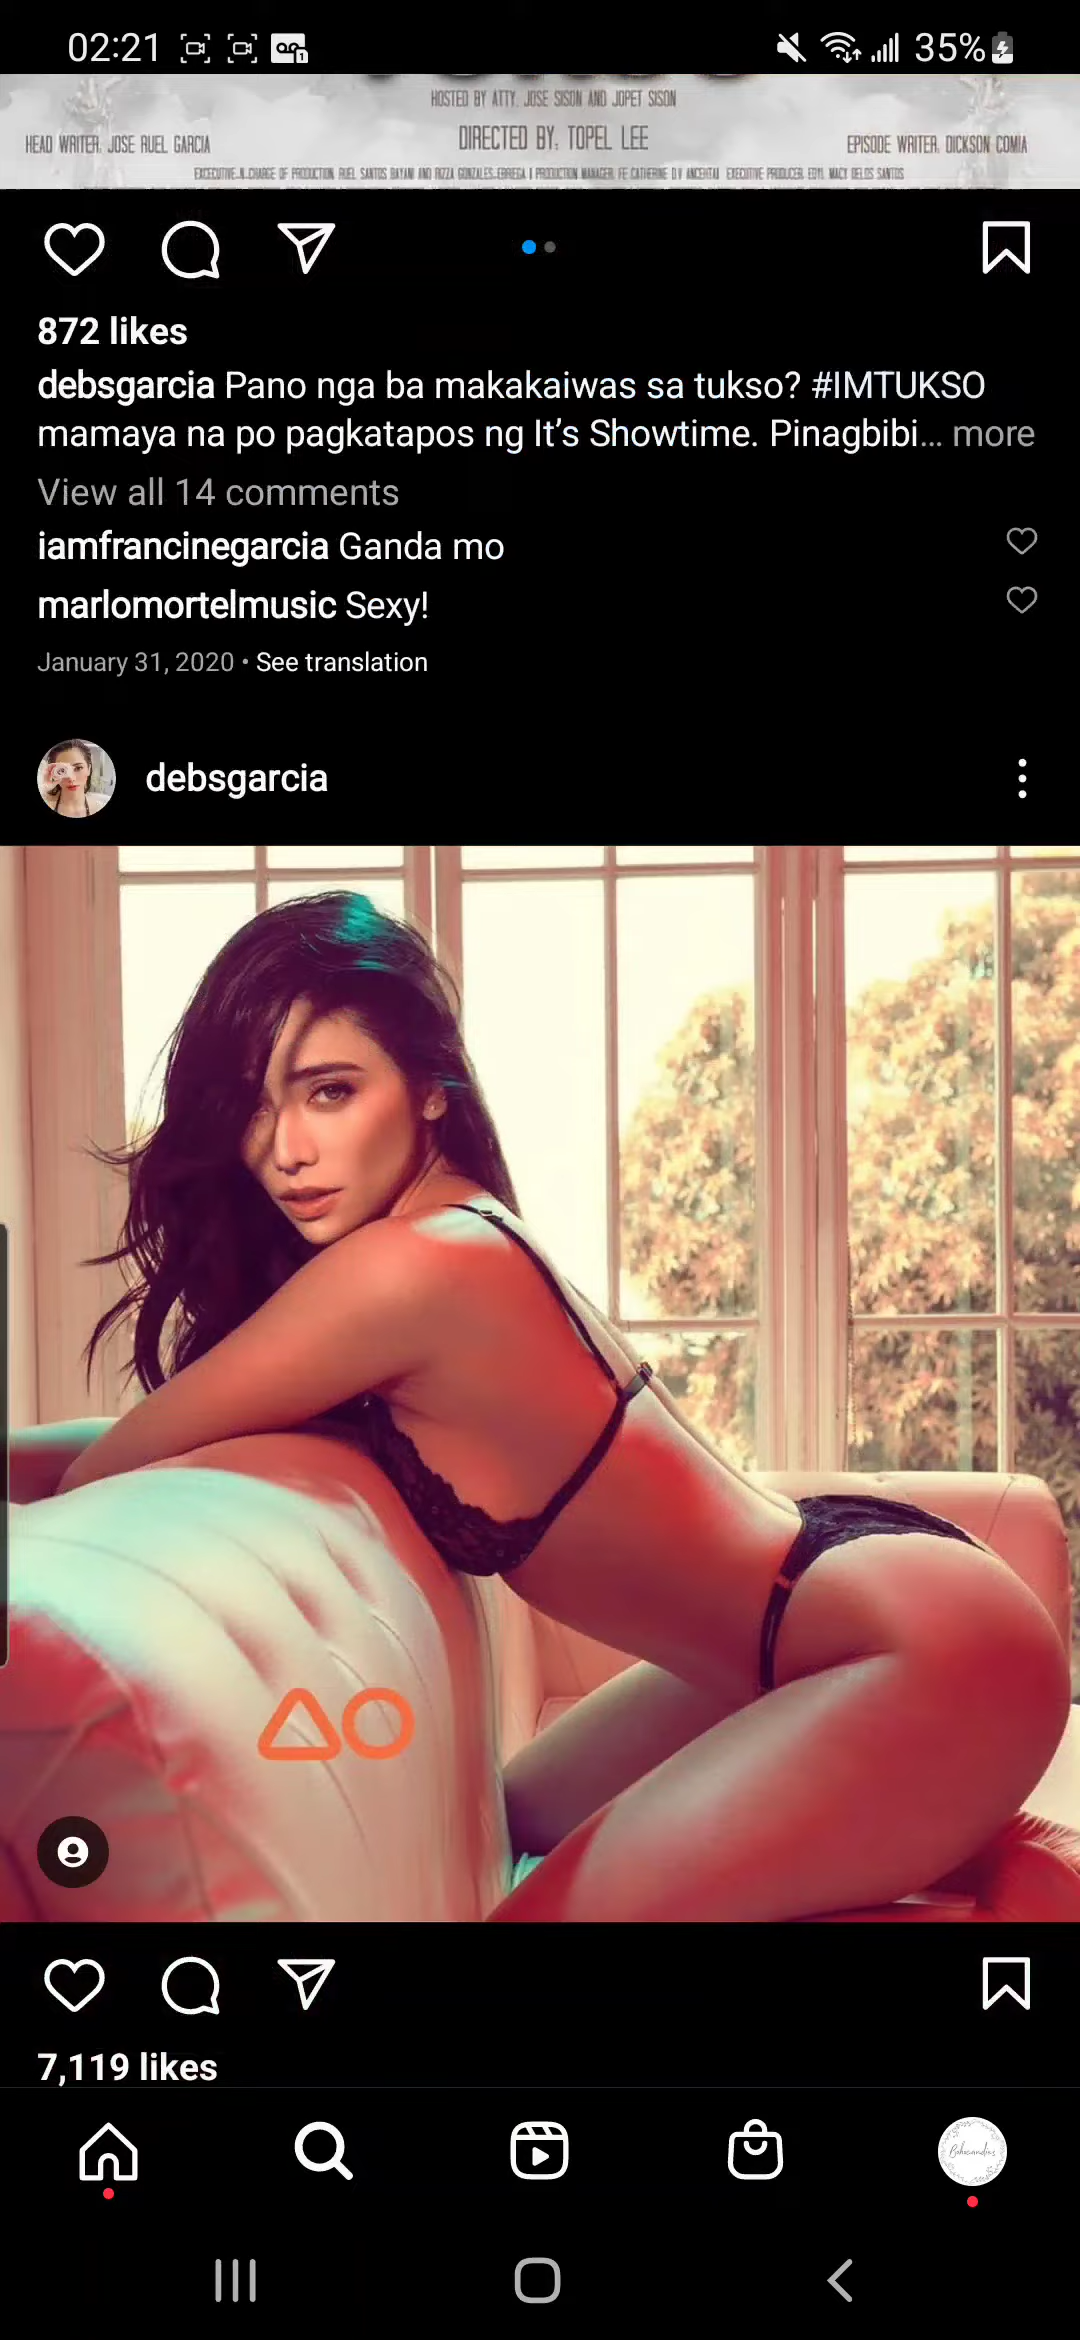 02:21
35%
HOSTED BY ATTY. JOSE SISON AND JOPET SISON
HEAD WRITER. JOSE RUEL GARCIA
DIRECTED BY: TOPEL LEE
EPISODE WRITER. DICKSON COMIA
872 likes
debsgarcia Pano nga ba makakaiwas sa tukso? #IMTUKSO
mamaya na po pagkatapos ng It’s Showtime. Pinagbibi... more
View all 14 comments
iamfrancinegarcia Ganda mo
marlomortelmusic Sexy!
January 31, 2020 • See translation
debsgarcia
7,119 likes